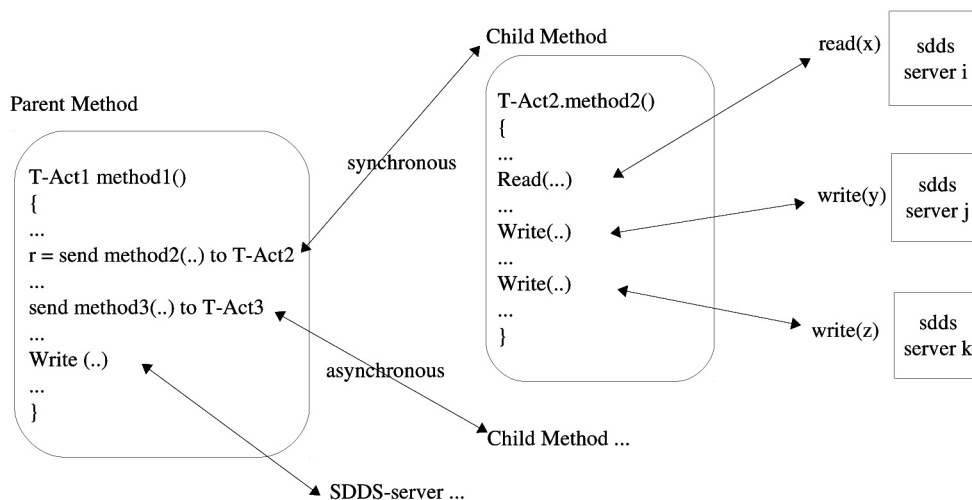 Parent Method
T-Act1 method1()
{
...
r = send method2(..) to T-Act2
...
send method3(..) to T-Act3
...
Write (..)
...
}
synchronous
asynchronous
SDDS-server ...
Child Method ...
Child Method
T-Act2.method2()
{
...
Read(...)
...
Write(..)
...
Write(..)
...
}
read(x)
sdds
server i
write(y)
sdds
server j
write(z)
sdds
server k